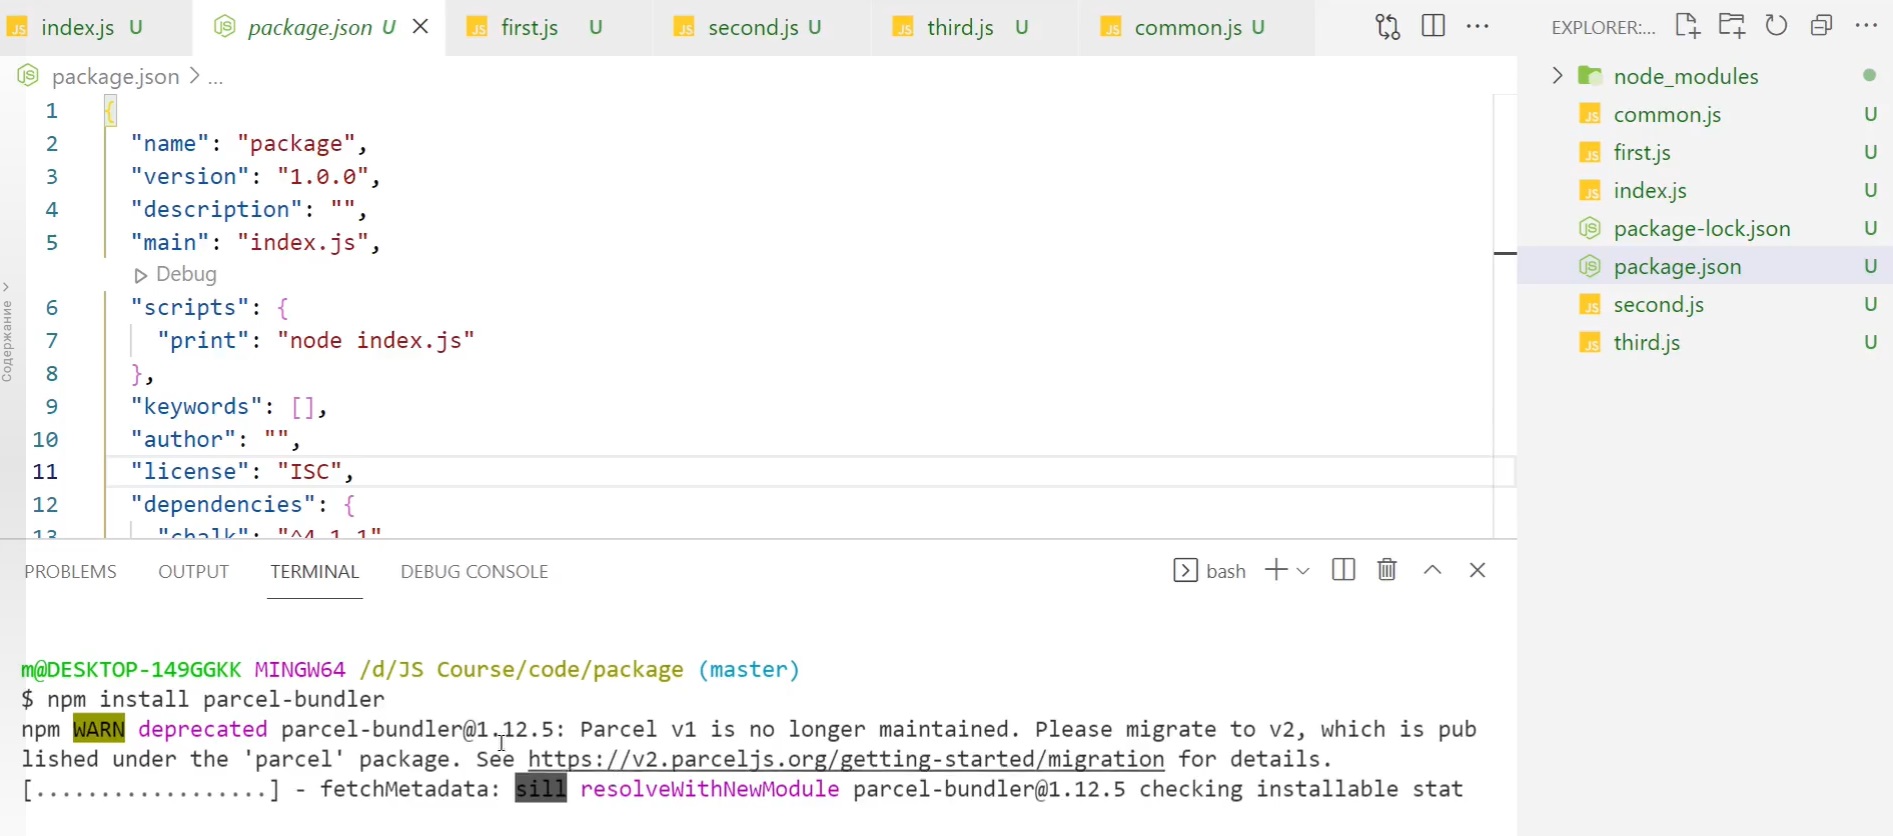 index.js U package.json U first.js U second.js U third.js U common.js U
package.json > ...
1 {
2 "name": "package",
3 "version": "1.0.0",
4 "description": "",
5 "main": "index.js",
Debug
6 "scripts": {
7 "print": "node index.js"
8 },
9 "keywords": [],
10 "author": "",
11 "license": "ISC",
12 "dependencies": {
13 "chalk": "^4.1.1"
Содержание
EXPLORER:...
node_modules
common.js U
first.js U
index.js U
package-lock.json U
package.json U
second.js U
third.js U
PROBLEMS OUTPUT TERMINAL DEBUG CONSOLE bash
m@DESKTOP-149GGKK MINGW64 /d/JS Course/code/package (master)
$ npm install parcel-bundler
npm WARN deprecated parcel-bundler@1.12.5: Parcel v1 is no longer maintained. Please migrate to v2, which is pub
lished under the 'parcel' package. See https://v2.parceljs.org/getting-started/migration for details.
[..................] - fetchMetadata: sill resolveWithNewModule parcel-bundler@1.12.5 checking installable stat